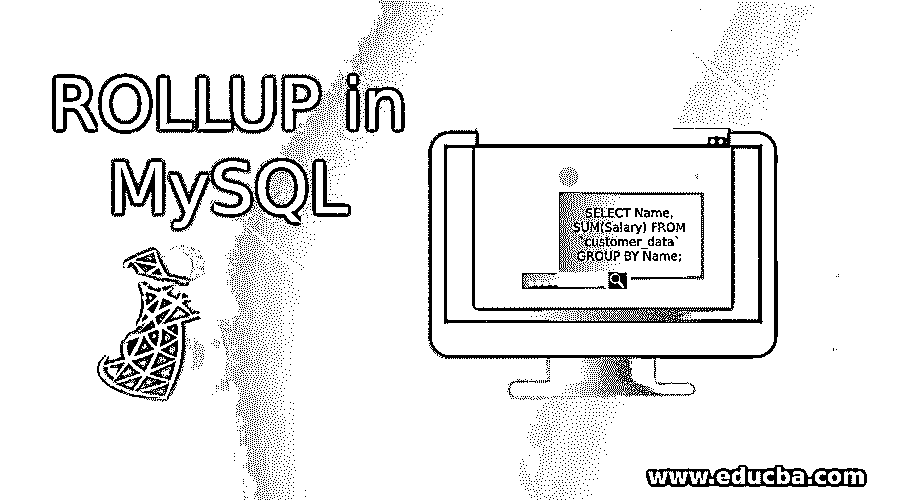 ROLLUP in
MySQL
SELECT Name,
SUM(Salary) FROM
`customer_data`
GROUP BY Name;
www.educba.com